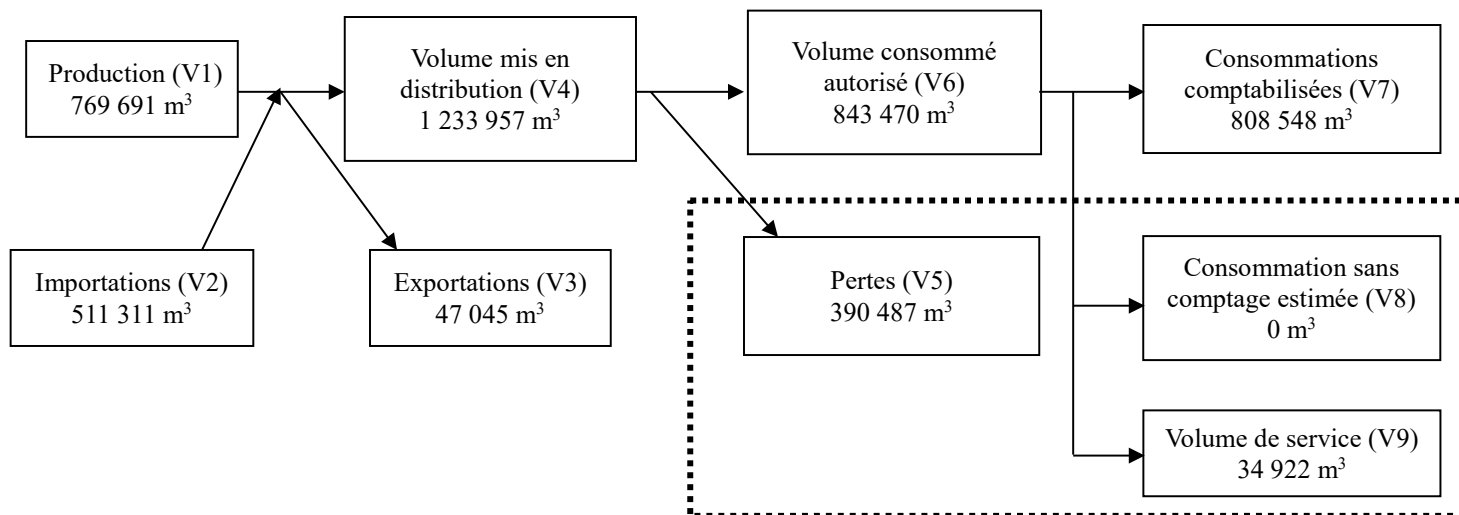 Production (V1)
769 691 m³
Volume mis en
distribution (V4)
1 233 957 m³
Volume consommé
autorisé (V6)
843 470 m³
Consommations
comptabilisées (V7)
808 548 m³
Importations (V2)
511 311 m³
Exportations (V3)
47 045 m³
Pertes (V5)
390 487 m³
Consommation sans
comptage estimée (V8)
0 m³
Volume de service (V9)
34 922 m³